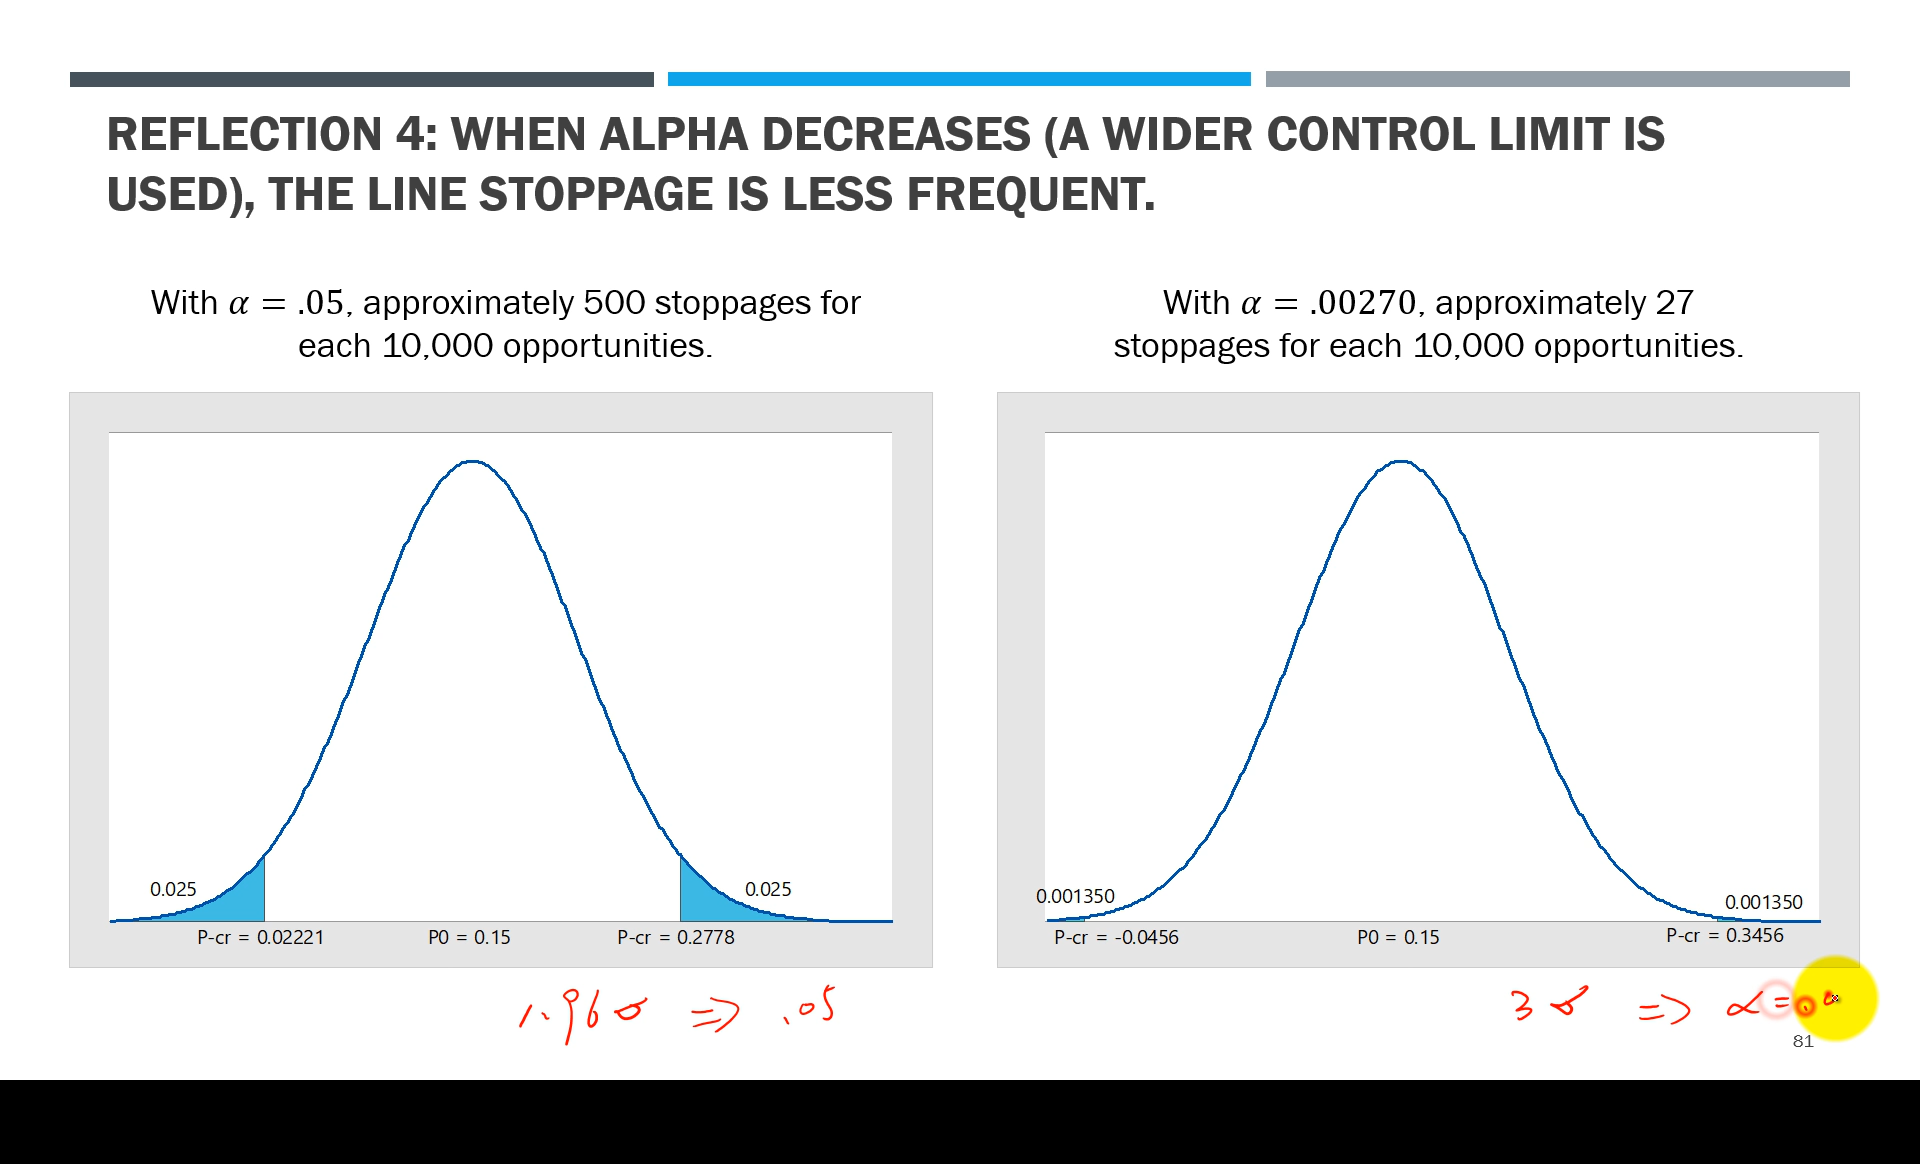 REFLECTION 4: WHEN ALPHA DECREASES (A WIDER CONTROL LIMIT IS
USED), THE LINE STOPPAGE IS LESS FREQUENT.
With α = .05, approximately 500 stoppages for
each 10,000 opportunities.
0.025
0.025
P-cr = 0.02221
P0 = 0.15
P-cr = 0.2778
1.96σ ⇒ .05
With α = .00270, approximately 27
stoppages for each 10,000 opportunities.
0.001350
0.001350
P-cr = -0.0456
P0 = 0.15
P-cr = 0.3456
3σ ⇒ α=.0
81